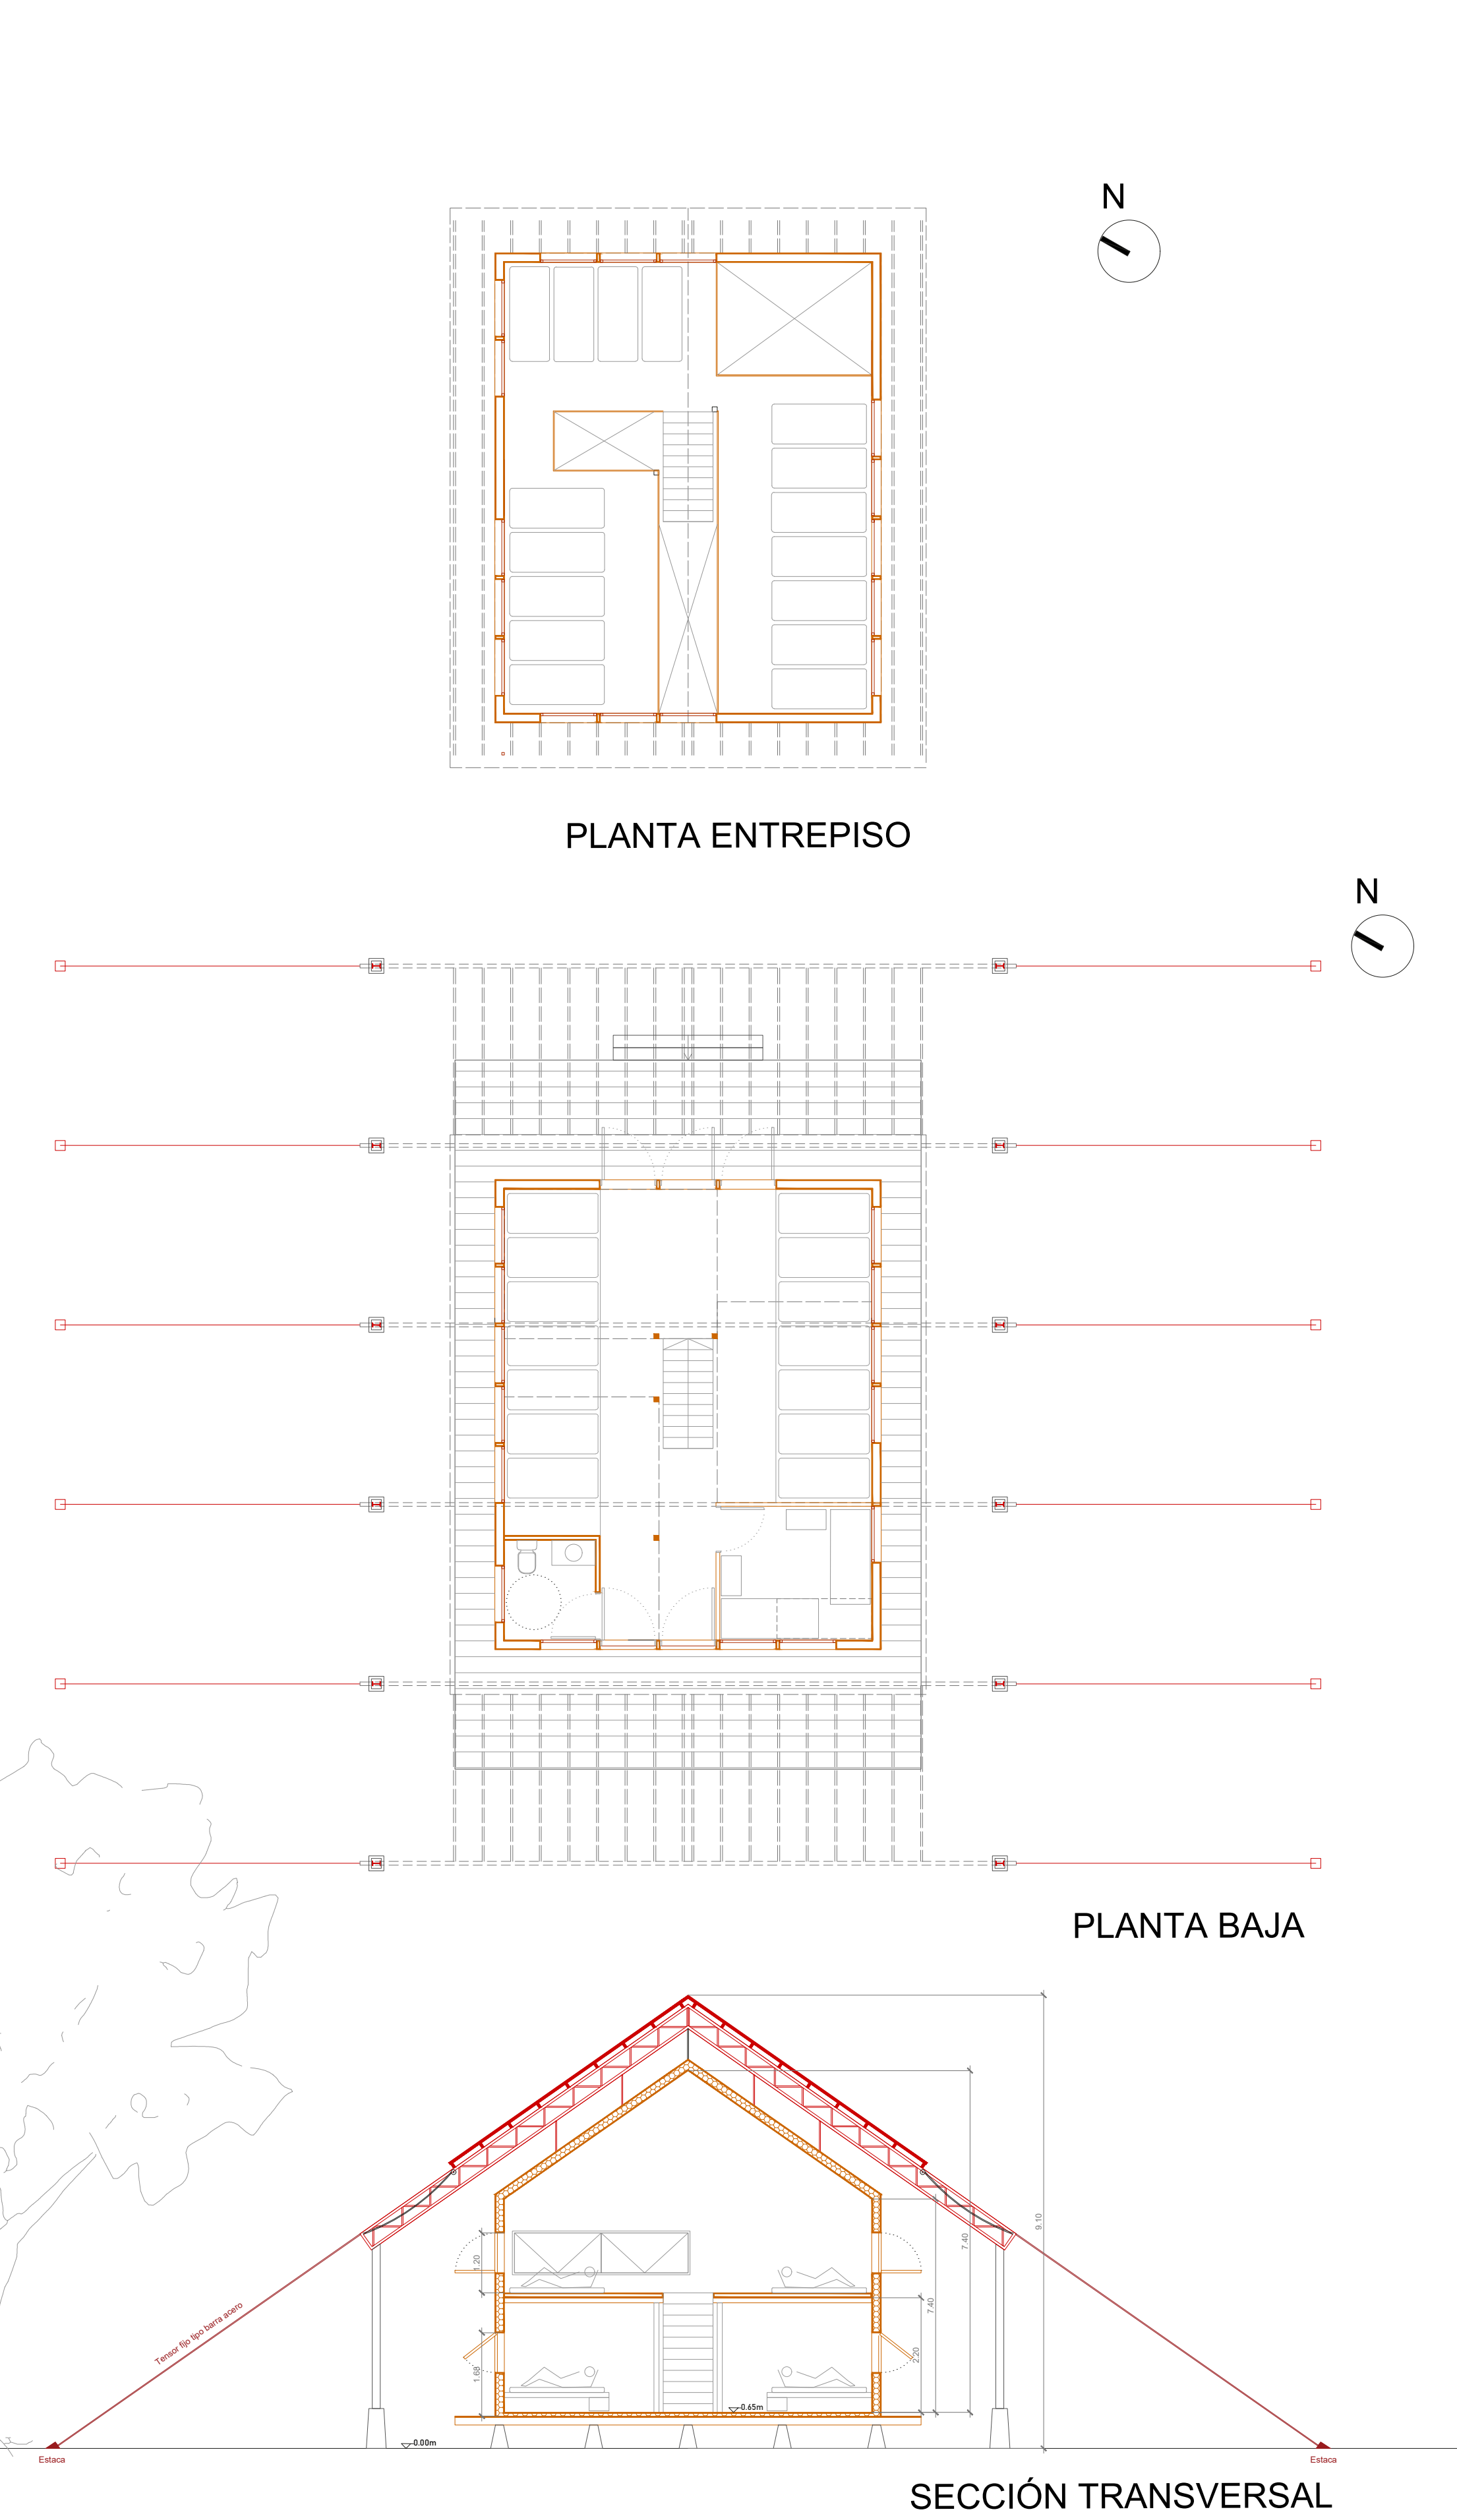 N
PLANTA ENTREPISO
N
PLANTA BAJA
9.10
7.40
7.40
1.20
2.20
1.68
Tensor fijo tipo barra acero
0.65m
0.00m
Estaca
Estaca
SECCIÓN TRANSVERSAL